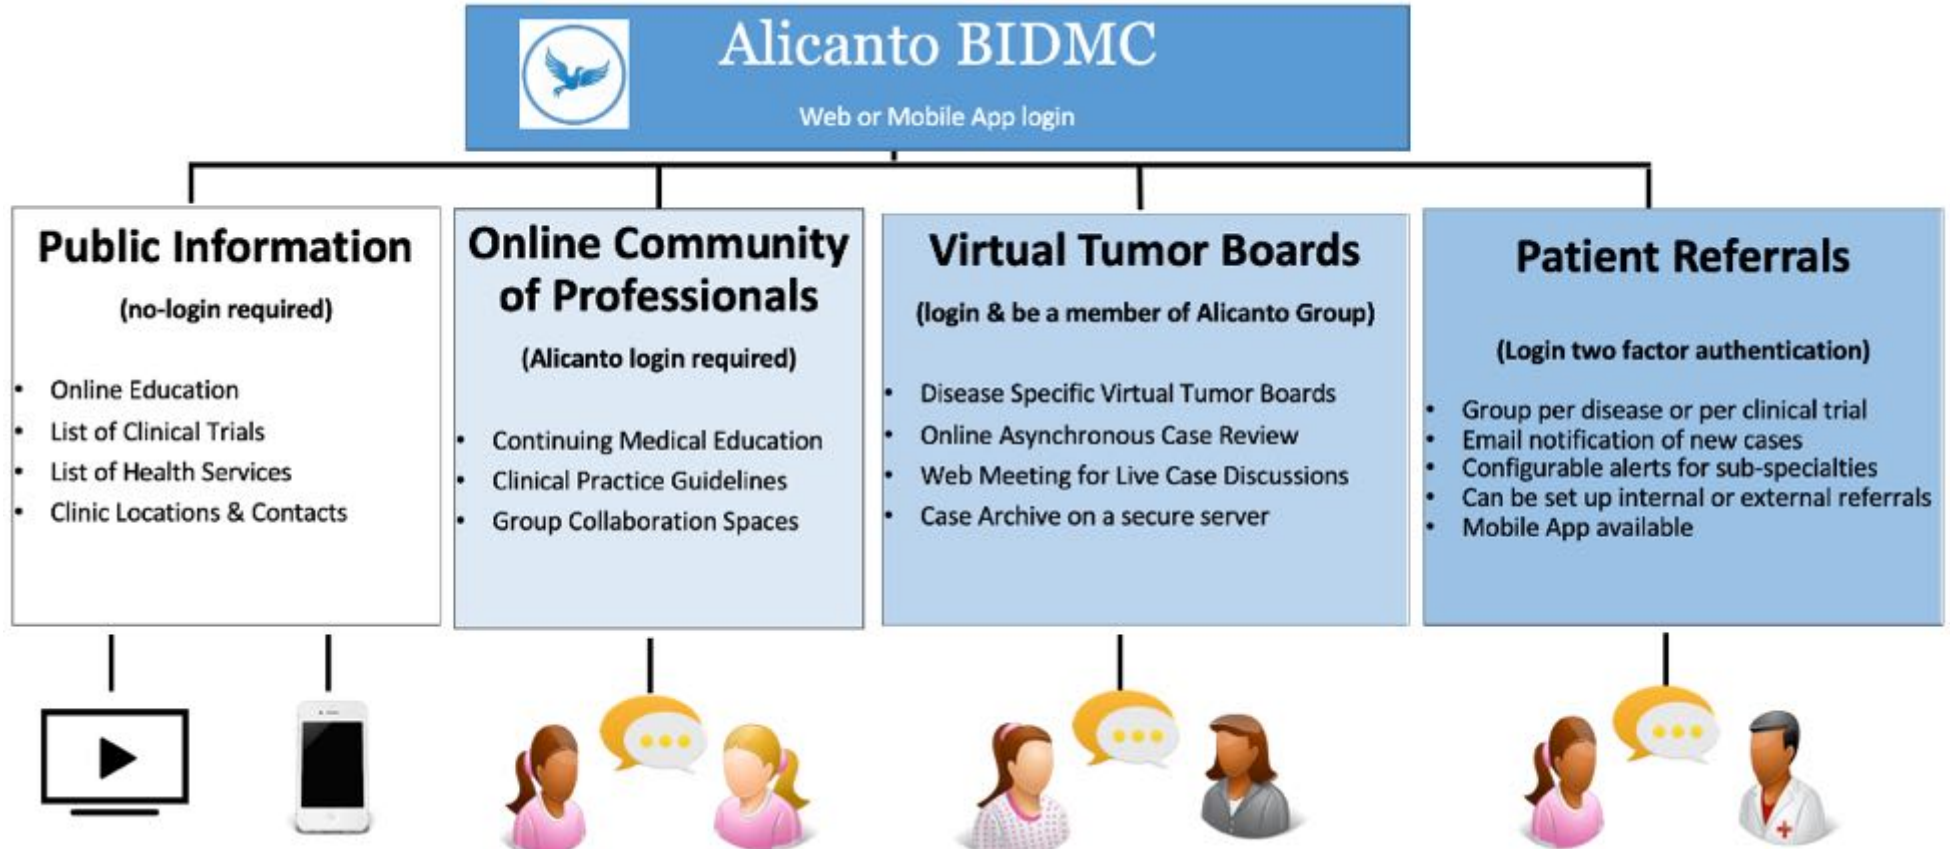 Alicanto BIDMC
Web or Mobile App login
Public Information
(no-login required)
• Online Education
• List of Clinical Trials
• List of Health Services
• Clinic Locations & Contacts
Online Community
of Professionals
(Alicanto login required)
• Continuing Medical Education
• Clinical Practice Guidelines
• Group Collaboration Spaces
Virtual Tumor Boards
(login & be a member of Alicanto Group)
• Disease Specific Virtual Tumor Boards
• Online Asynchronous Case Review
• Web Meeting for Live Case Discussions
• Case Archive on a secure server
Patient Referrals
(Login two factor authentication)
• Group per disease or per clinical trial
• Email notification of new cases
• Configurable alerts for sub-specialties
• Can be set up internal or external referrals
• Mobile App available